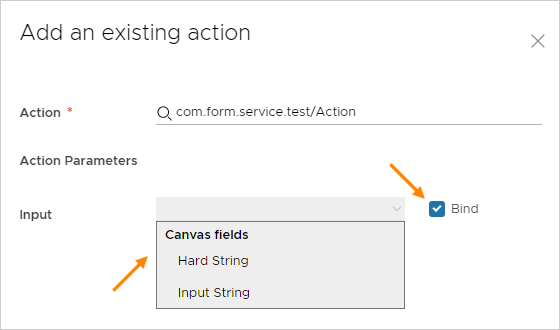 Add an existing action
Action *
com.form.service.test/Action
Action Parameters
Input
Bind
Canvas fields
Hard String
Input String